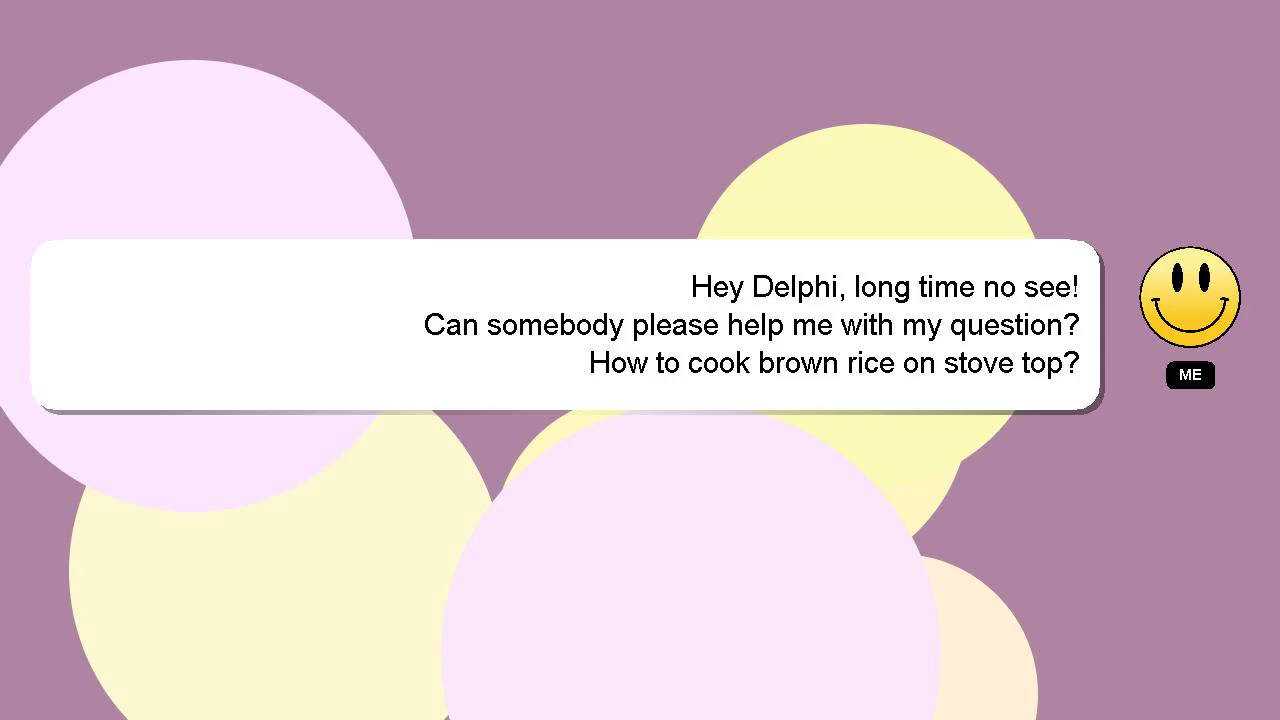 Hey Delphi, long time no see!
Can somebody please help me with my question?
How to cook brown rice on stove top?
ME